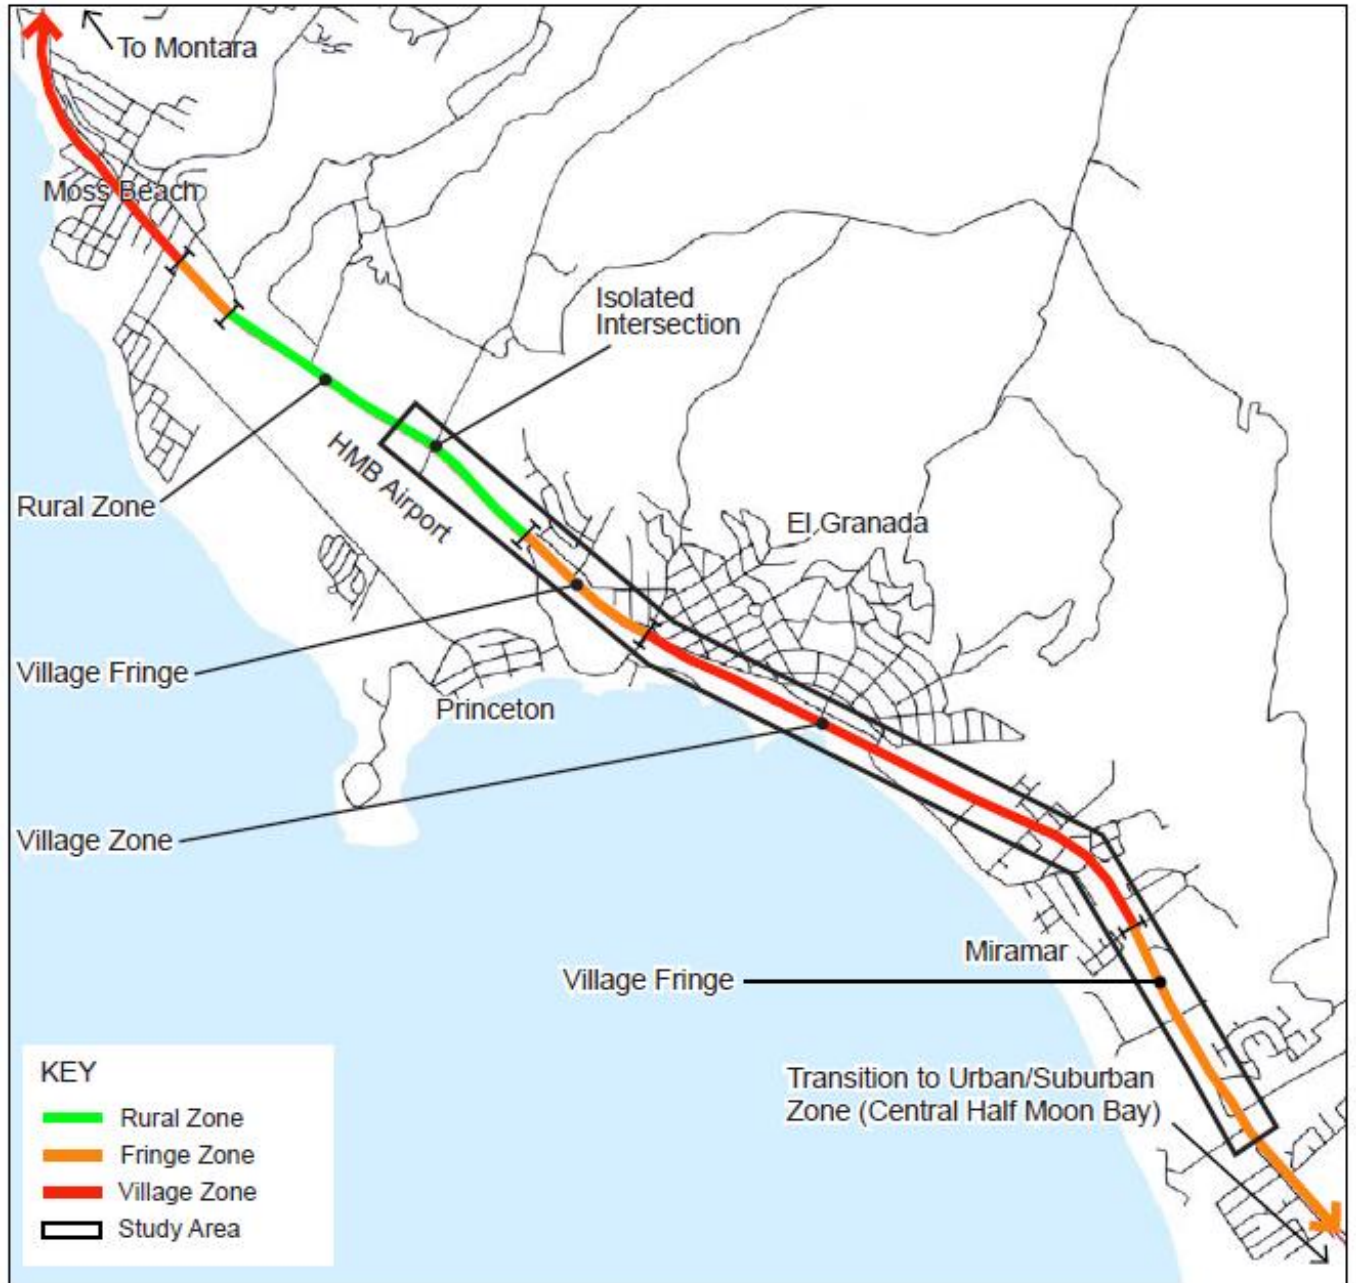 To Montara
Moss Beach
Isolated
Intersection
HMB Airport
Rural Zone
El Granada
Village Fringe
Princeton
Village Zone
Miramar
Village Fringe
Transition to Urban/Suburban
Zone (Central Half Moon Bay)
KEY
Rural Zone
Fringe Zone
Village Zone
Study Area